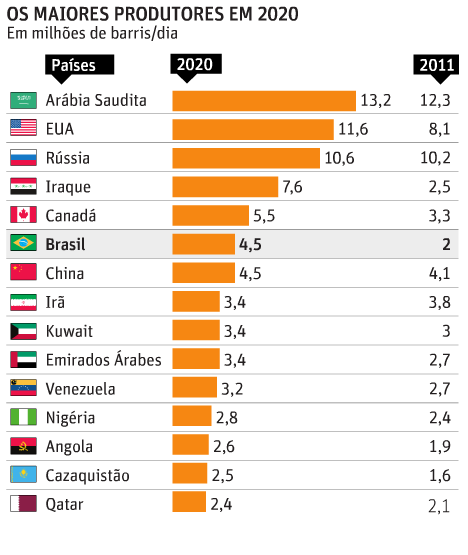 OS MAIORES PRODUTORES EM 2020
Em milhões de barris/dia
Países 2020 2011
Arábia Saudita 13,2 12,3
EUA 11,6 8,1
Rússia 10,6 10,2
Iraque 7,6 2,5
Canadá 5,5 3,3
Brasil 4,5 2
China 4,5 4,1
Irã 3,4 3,8
Kuwait 3,4 3
Emirados Árabes 3,4 2,7
Venezuela 3,2 2,7
Nigéria 2,8 2,4
Angola 2,6 1,9
Cazaquistão 2,5 1,6
Qatar 2,4 2,1